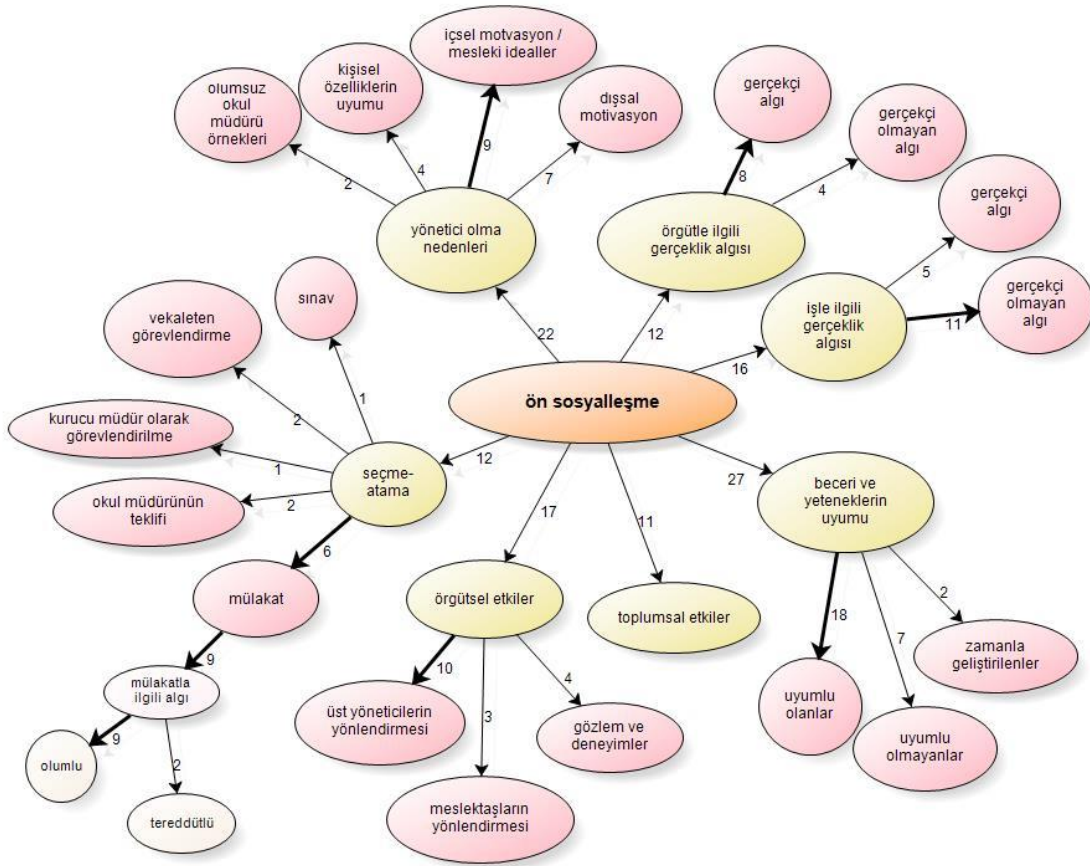 içsel motvasyon /
mesleki idealler
kişisel
özelliklerin
uyumu
olumsuz
okul
müdürü
örnekleri
dışsal
motivasyon
gerçekçi
algı
gerçekçi
olmayan
algı
gerçekçi
algı
gerçekçi
olmayan
algı
2
4
9
7
8
4
5
11
yönetici olma
nedenleri
örgütle ilgili
gerçeklik algısı
işle ilgili
gerçeklik
algısı
22
12
16
ön sosyalleşme
sınav
vekaleten
görevlendirme
kurucu müdür olarak
görevlendirilme
okul müdürünün
teklifi
1
2
1
2
6
seçme-
atama
12
17
11
27
mülakat
9
mülakatla
ilgili algı
9
2
olumlu
tereddütlü
örgütsel etkiler
10
3
4
üst yöneticilerin
yönlendirmesi
meslektaşların
yönlendirmesi
gözlem ve
deneyimler
toplumsal etkiler
beceri ve
yeteneklerin
uyumu
18
7
2
uyumlu
olanlar
uyumlu
olmayanlar
zamanla
geliştirilenler